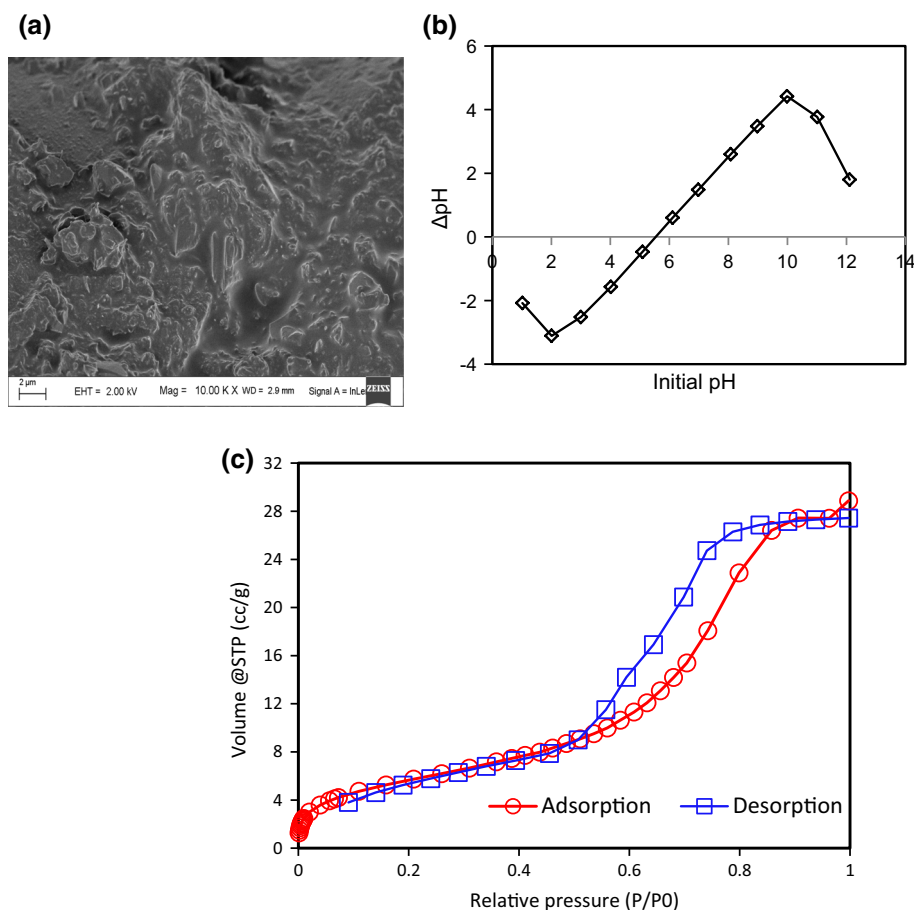 (a)
2 µm
EHT = 2.00 kV
Mag = 10.00 K X
WD = 2.9 mm
Signal A = InLe
ZEISS
(b)
6
4
2
0
-2
-4
ΔpH
0 2 4 6 8 10 12 14
Initial pH
(c)
32
28
24
20
16
12
8
4
0
Volume @STP (cc/g)
Adsorption
Desorption
0 0.2 0.4 0.6 0.8 1
Relative pressure (P/P0)